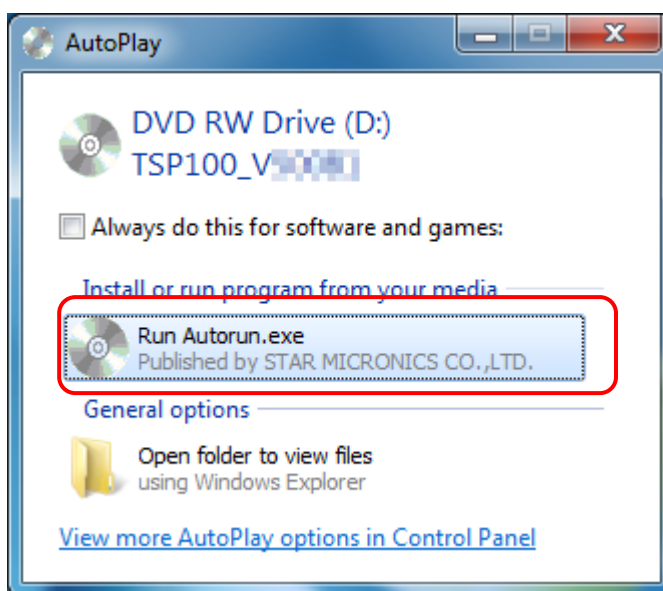 AutoPlay
DVD RW Drive (D:)
TSP100_V
Always do this for software and games:
Install or run program from your media
Run Autorun.exe
Published by STAR MICRONICS CO.,LTD.
General options
Open folder to view files
using Windows Explorer
View more AutoPlay options in Control Panel